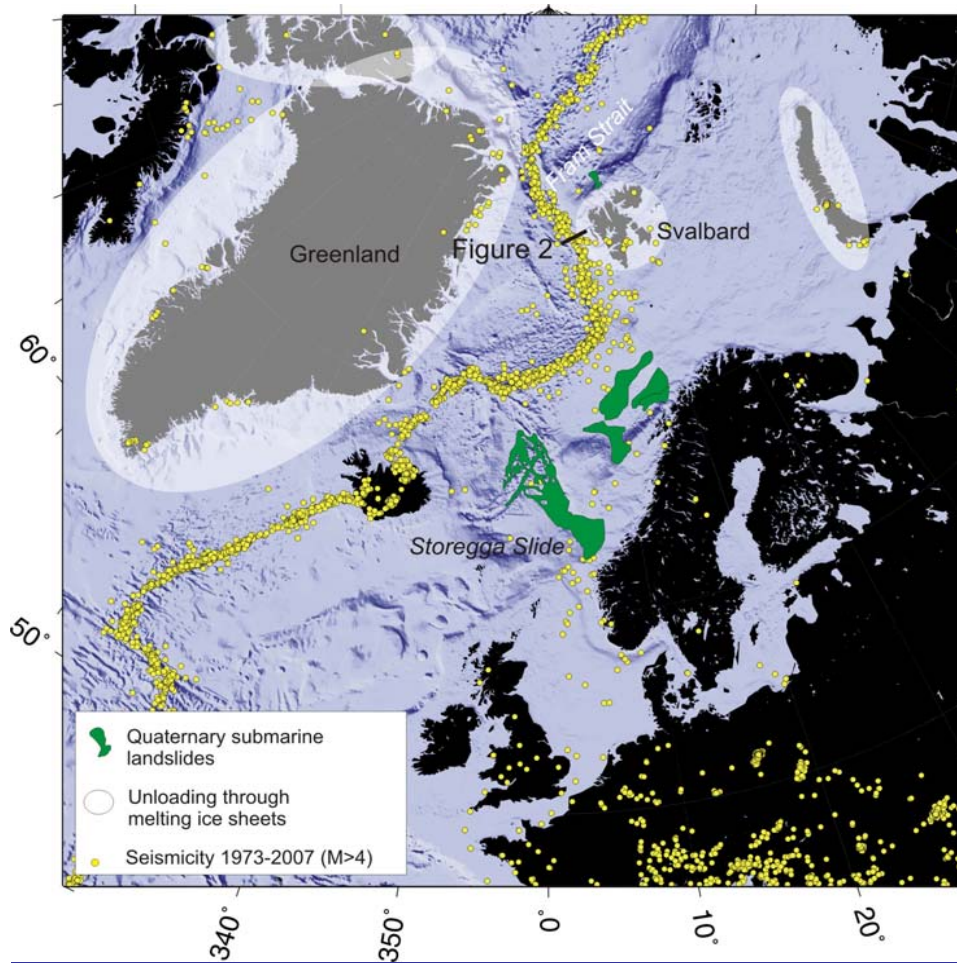 Fram Strait
Greenland
Figure 2
Svalbard
60°
Storegga Slide
50°
Quaternary submarine
landslides
Unloading through
melting ice sheets
Seismicity 1973-2007 (M>4)
340°
350°
0°
10°
20°